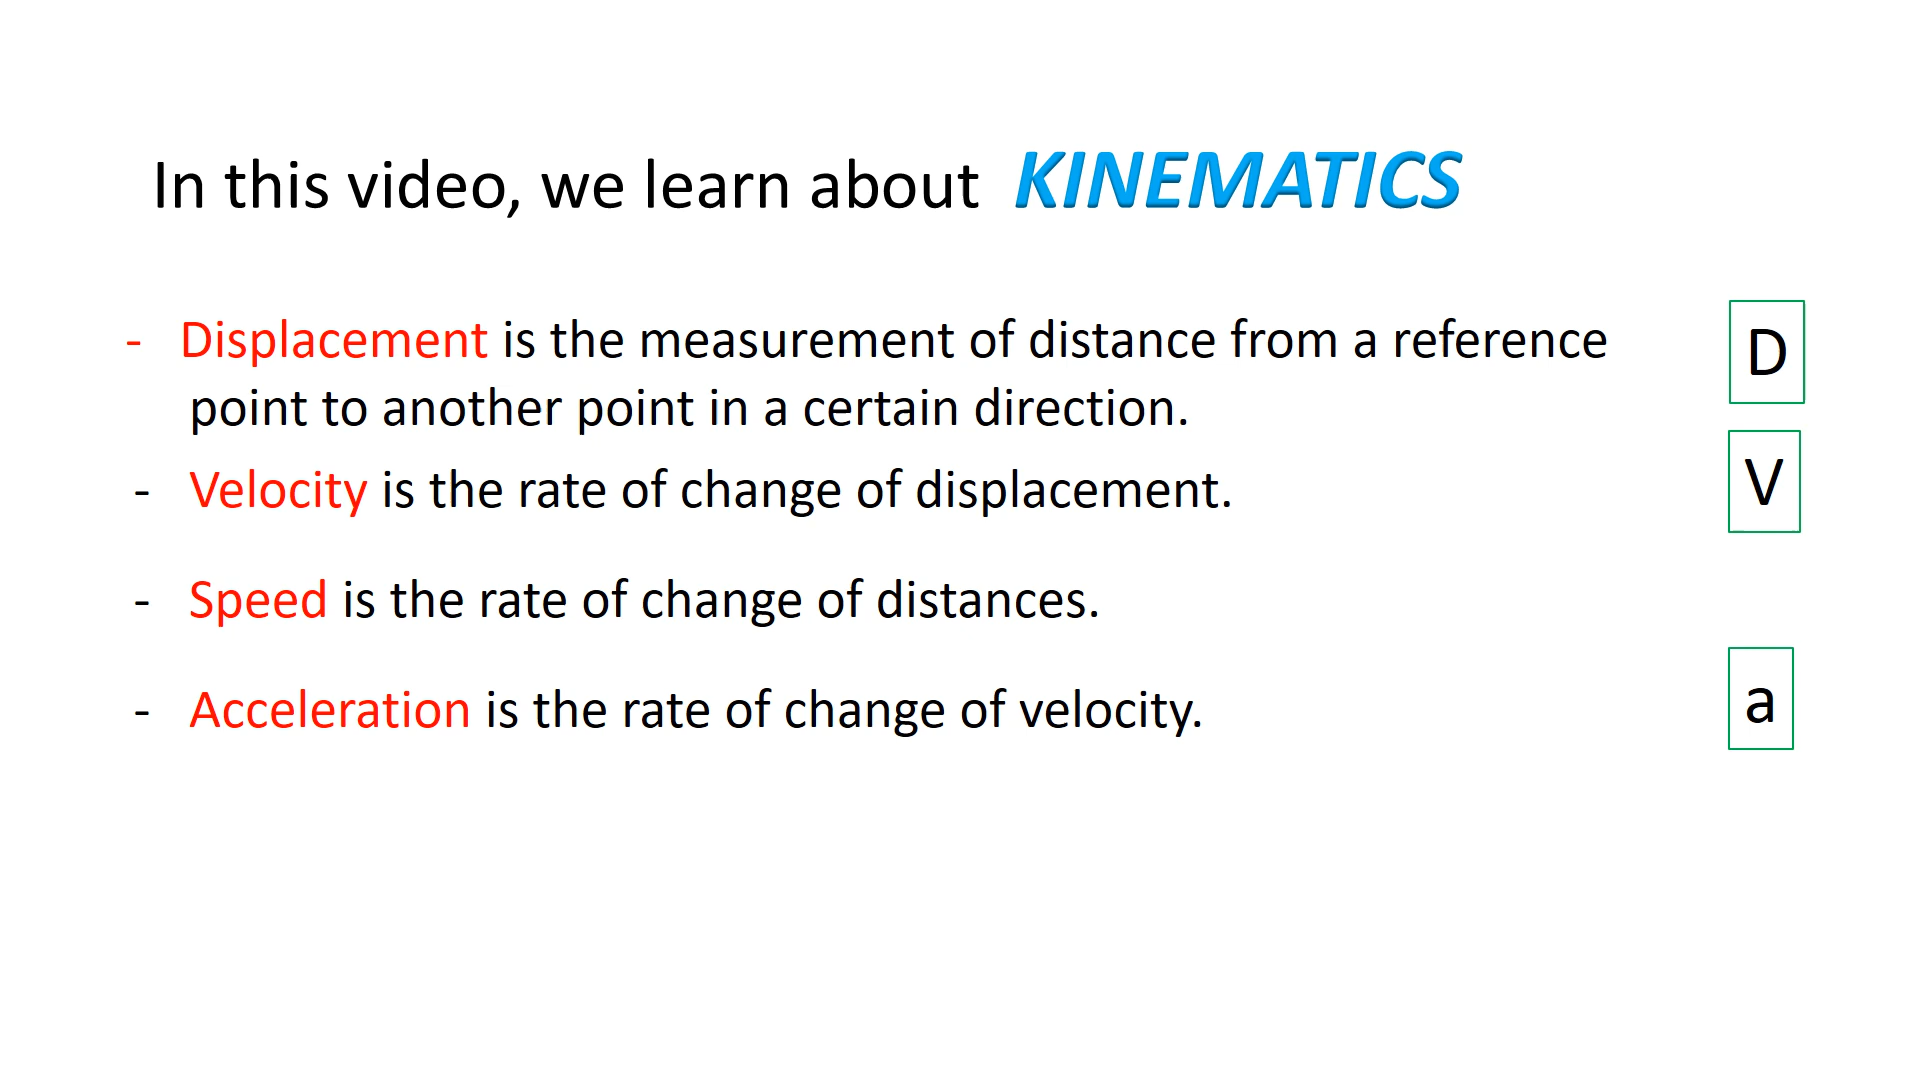 In this video, we learn about KINEMATICS
- Displacement is the measurement of distance from a reference
point to another point in a certain direction.
D
- Velocity is the rate of change of displacement.
V
- Speed is the rate of change of distances.
- Acceleration is the rate of change of velocity.
a